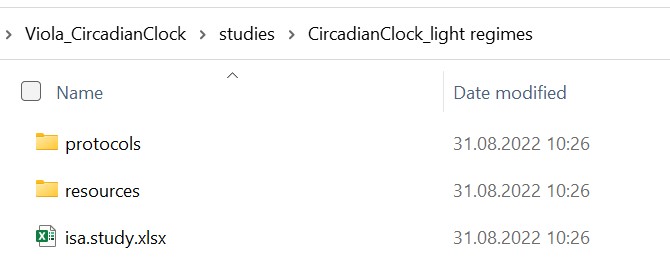 Viola_CircadianClock > studies > CircadianClock_light regimes
Name Date modified
protocols 31.08.2022 10:26
resources 31.08.2022 10:26
isa.study.xlsx 31.08.2022 10:26